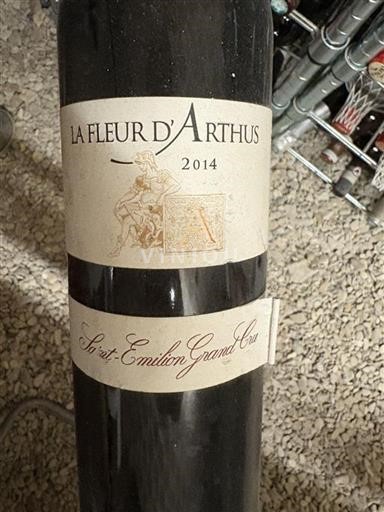 LA FLEUR D'ARTHUS
2014
A
Saint-Emilion Grand Cru